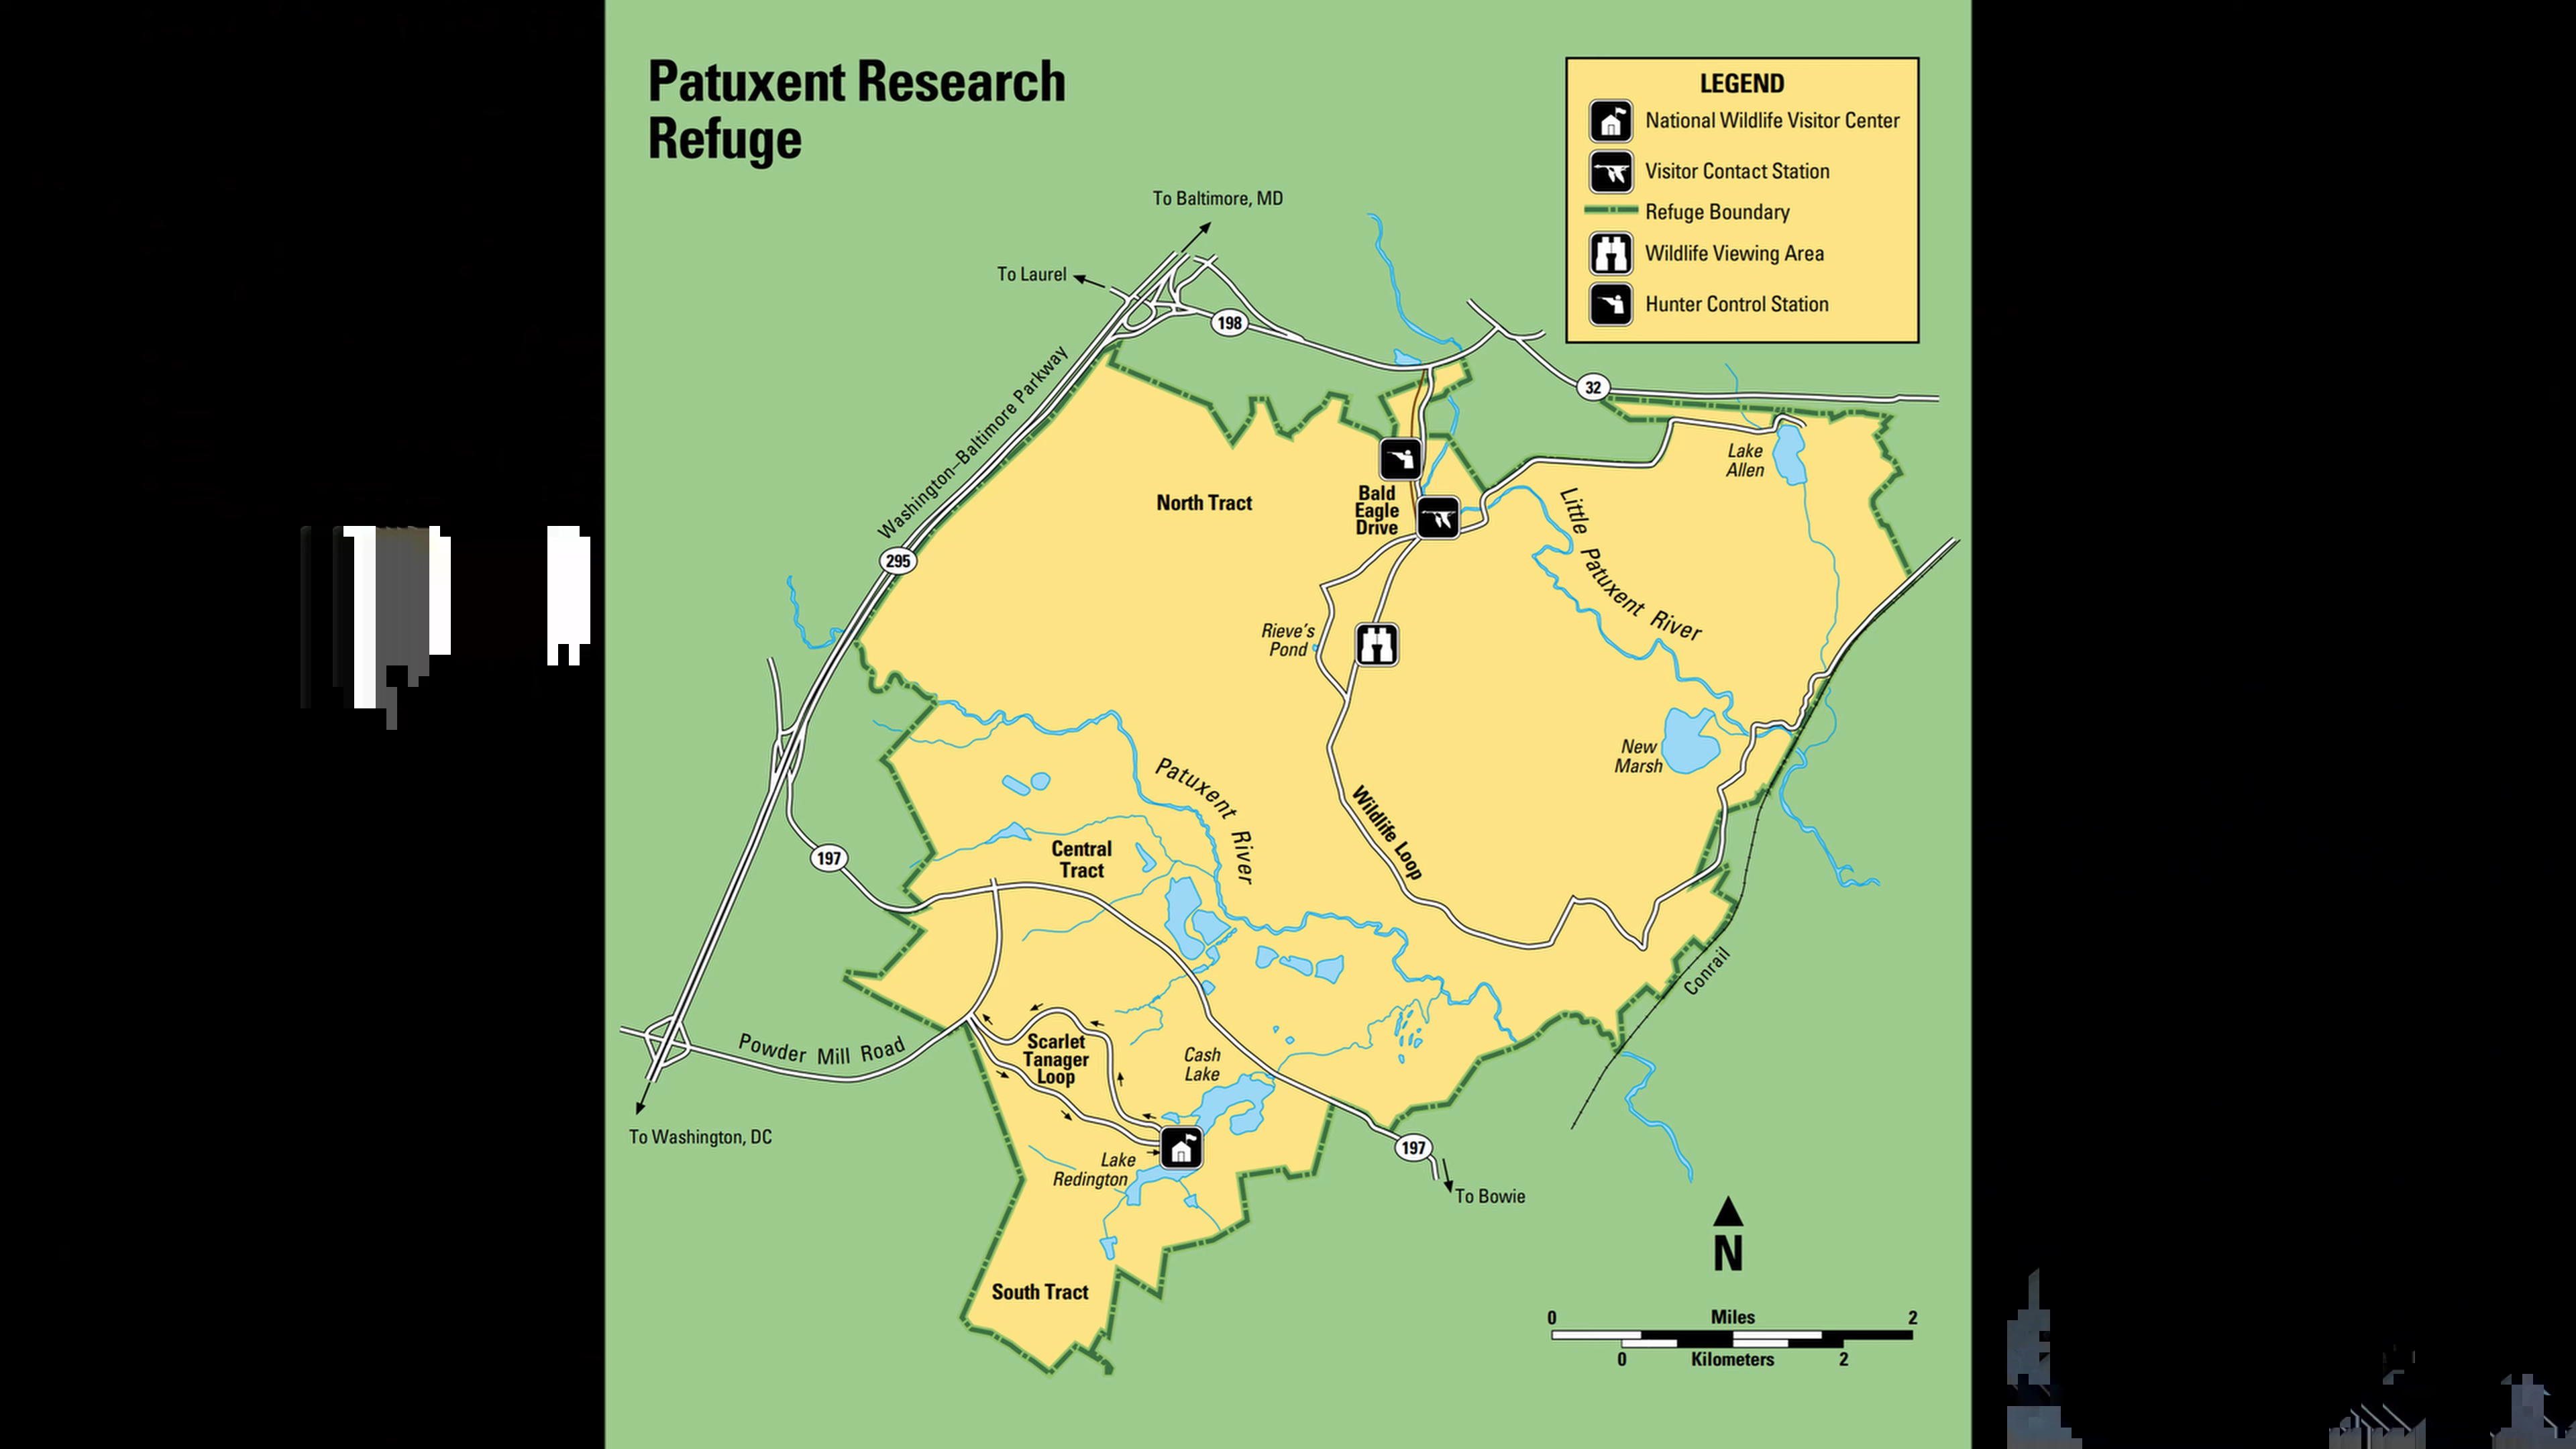 Patuxent Research
Refuge
LEGEND
National Wildlife Visitor Center
Visitor Contact Station
Refuge Boundary
Wildlife Viewing Area
Hunter Control Station
To Baltimore, MD
To Laurel
198
32
Washington–Baltimore Parkway
295
Lake
Allen
North Tract
Bald
Eagle
Drive
Little Patuxent River
Rieve's
Pond
New
Marsh
Patuxent River
Wildlife Loop
Central
Tract
197
Conrail
Powder Mill Road
Scarlet
Tanager
Loop
Cash
Lake
To Washington, DC
Lake
Redington
197
To Bowie
N
South Tract
0 Miles 2
0 Kilometers 2